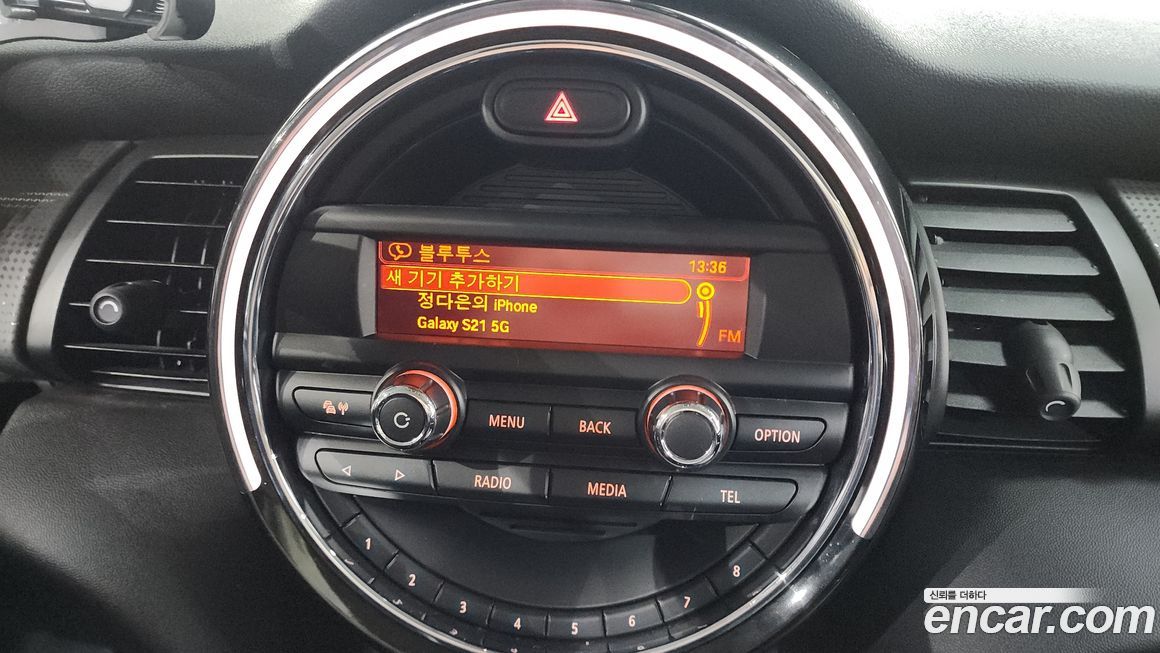 블루투스
13:36
새 기기 추가하기
정다은의 iPhone
Galaxy S21 5G
FM
MENU
BACK
OPTION
RADIO
MEDIA
TEL
1
2
3
4
5
6
7
8
신뢰를 더하다
encar.com